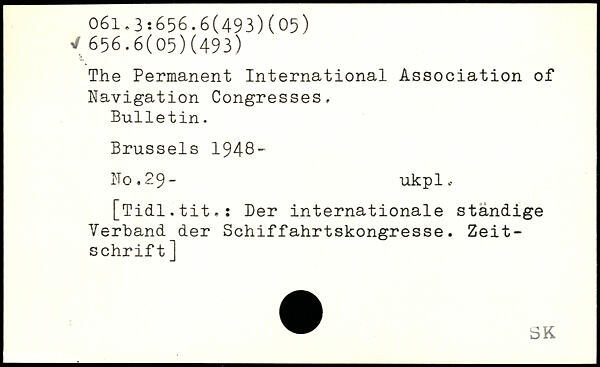 061.3:656.6(493)(05)
✓ 656.6(05)(493)
The Permanent International Association of
Navigation Congresses.
Bulletin.
Brussels 1948-
No.29- ukpl.
[Tidl.tit.: Der internationale ständige
Verband der Schiffahrtskongresse. Zeit-
schrift]
SK